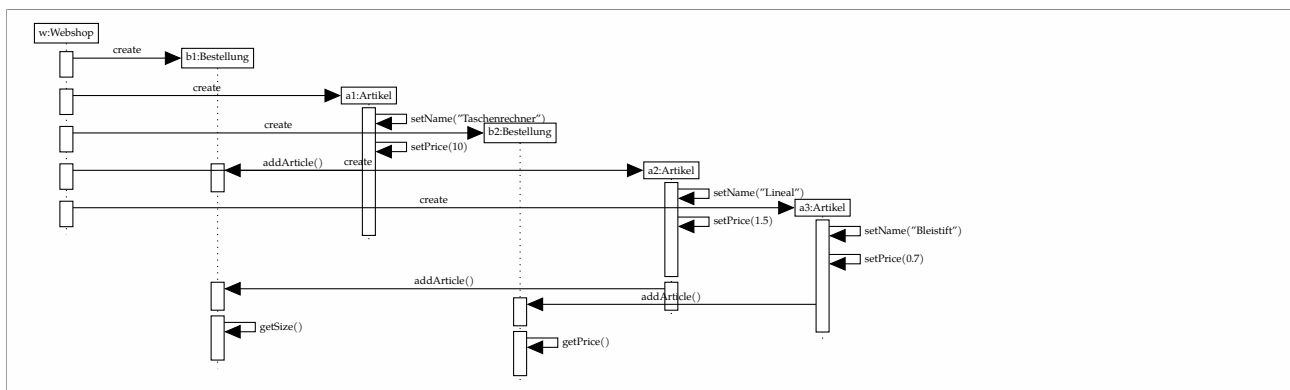 w:Webshop
create
b1:Bestellung
create
a1:Artikel
setName("Taschenrechner")
create
b2:Bestellung
setPrice(10)
addArticle()
create
a2:Artikel
setName("Lineal")
create
a3:Artikel
setPrice(1.5)
setName("Bleistift")
setPrice(0.7)
addArticle()
addArticle()
getSize()
getPrice()